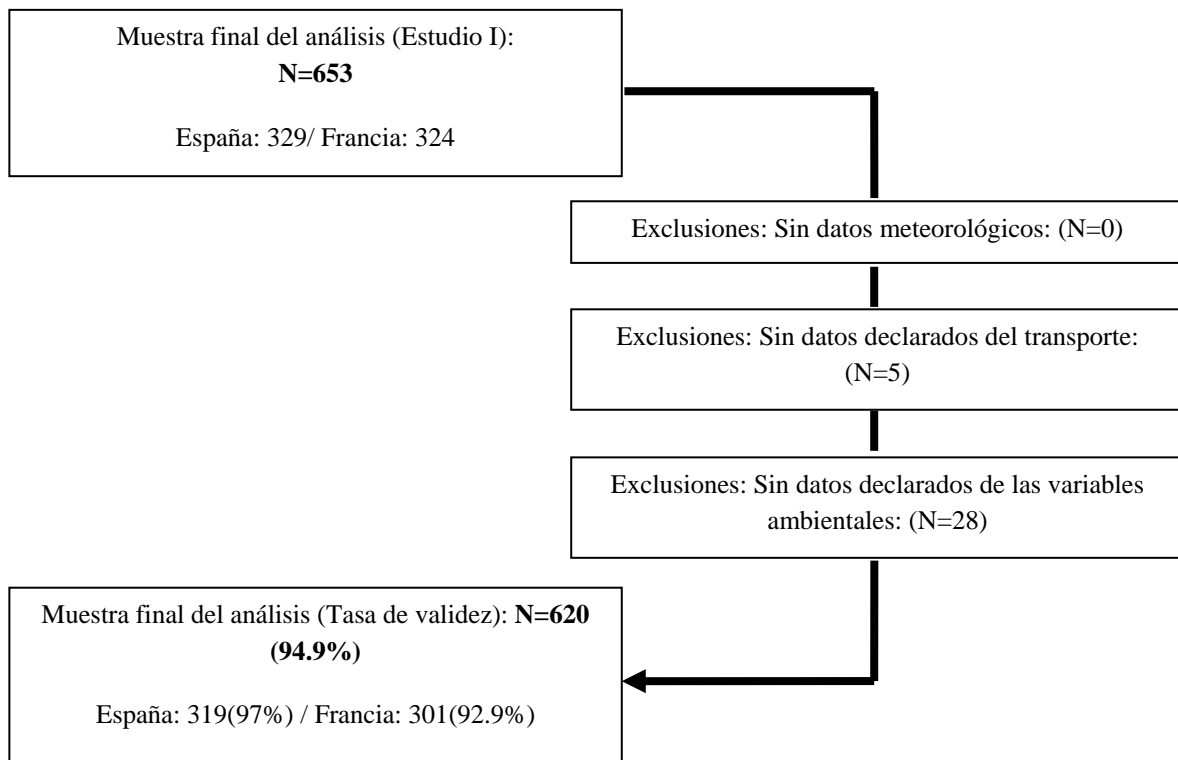 Muestra final del análisis (Estudio I):
N=653
España: 329/ Francia: 324
Exclusiones: Sin datos meteorológicos: (N=0)
Exclusiones: Sin datos declarados del transporte:
(N=5)
Exclusiones: Sin datos declarados de las variables
ambientales: (N=28)
Muestra final del análisis (Tasa de validez): N=620
(94.9%)
España: 319(97%) / Francia: 301(92.9%)